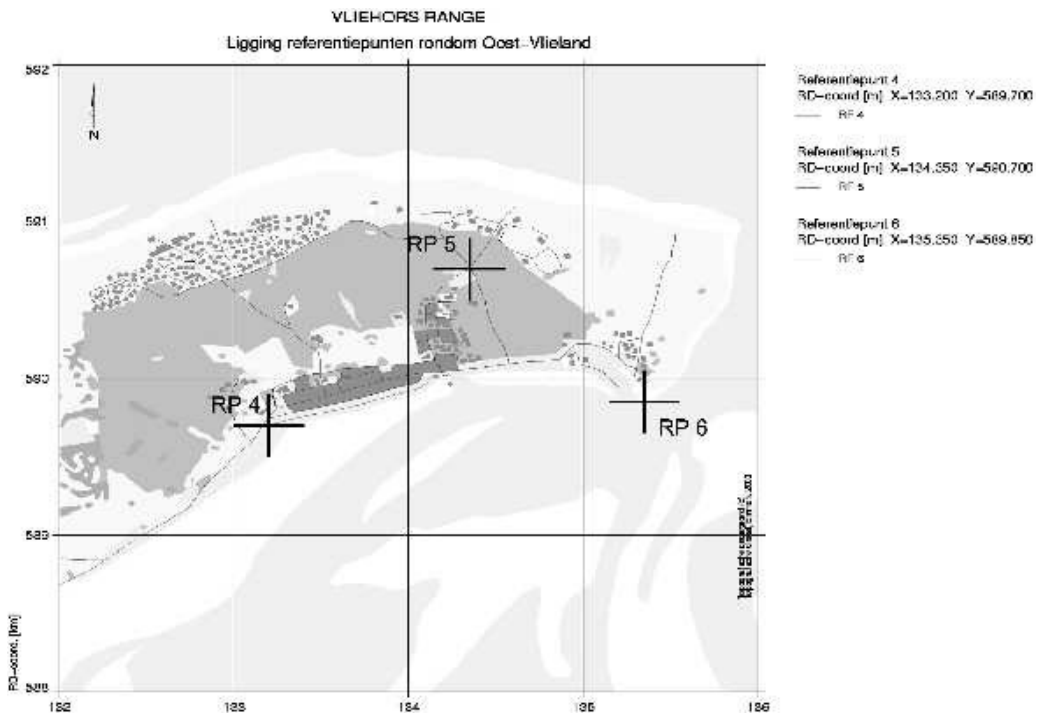 VLIEHORS RANGE
Ligging referentiepunten rondom Oost-Vlieland
592
591
590
589
588
RD-coord. [km]
132
133
134
135
136
N
RP 5
RP 4
RP 6
Referentiepunt 4
RD-coord [m] X=133.200 Y=589.700
RP 4
Referentiepunt 5
RD-coord [m] X=134.350 Y=590.700
RP 5
Referentiepunt 6
RD-coord [m] X=135.350 Y=589.850
RP 6